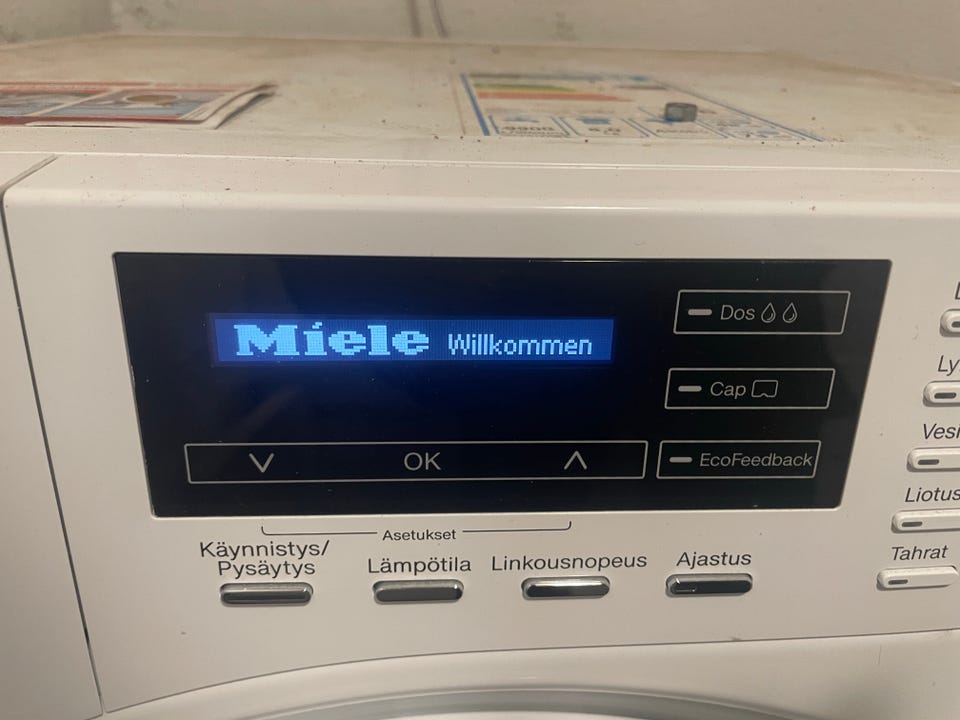 Miele Willkommen
Dos
Cap
OK
EcoFeedback
Asetukset
Käynnistys/
Pysäytys
Lämpötila
Linkousnopeus
Ajastus
Liotus
Tahrat